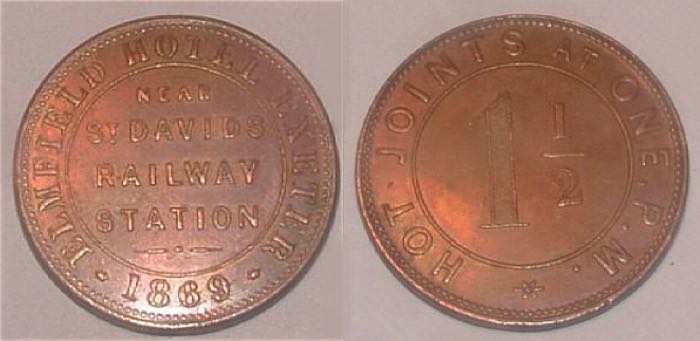 ELMFIELD HOTEL EXETER
NEAR
ST DAVIDS
RAILWAY
STATION
1869
HOT JOINTS AT ONE. P. M.
1 1/2